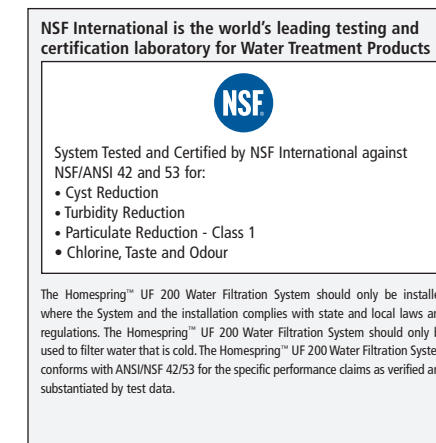 NSF International is the world's leading testing and
certification laboratory for Water Treatment Products
NSF
System Tested and Certified by NSF International against
NSF/ANSI 42 and 53 for:
• Cyst Reduction
• Turbidity Reduction
• Particulate Reduction - Class 1
• Chlorine, Taste and Odour
The Homespring™ UF 200 Water Filtration System should only be installe
where the System and the installation complies with state and local laws an
regulations. The Homespring™ UF 200 Water Filtration System should only b
used to filter water that is cold. The Homespring™ UF 200 Water Filtration Syste
conforms with ANSI/NSF 42/53 for the specific performance claims as verified an
substantiated by test data.